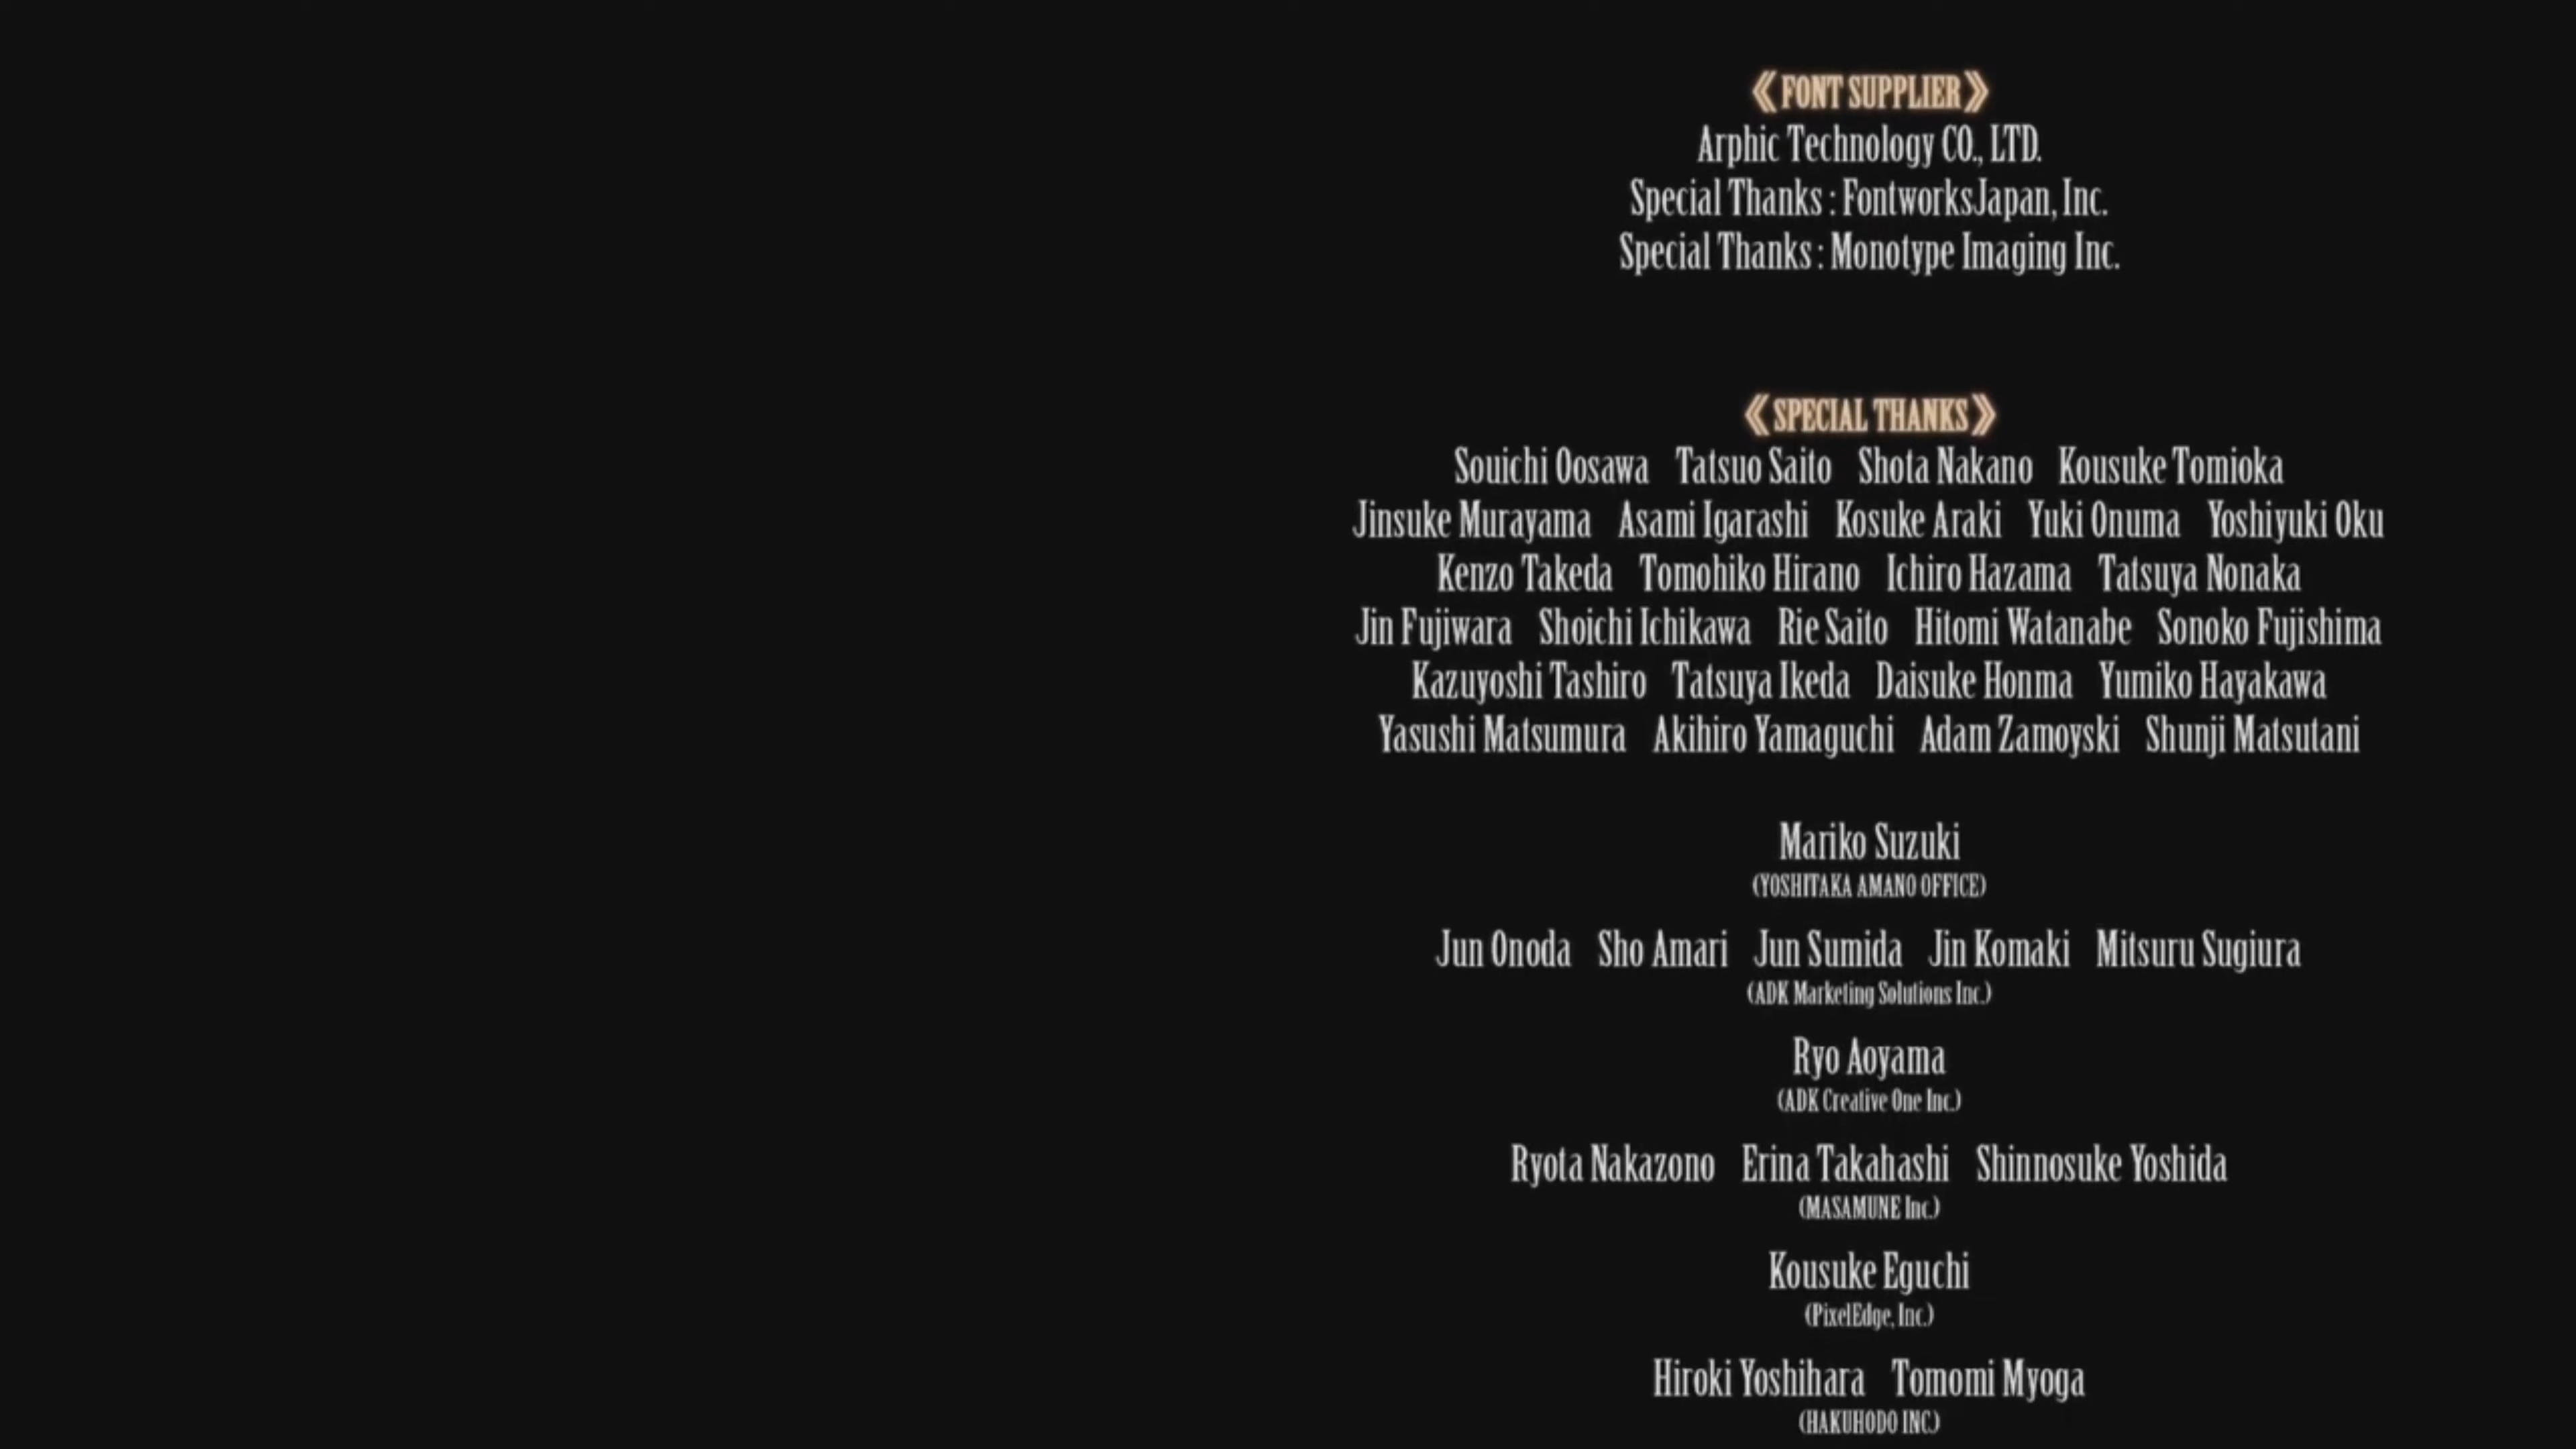 《FONT SUPPLIER》
Arphic Technology CO., LTD.
Special Thanks : FontworksJapan, Inc.
Special Thanks : Monotype Imaging Inc.
《SPECIAL THANKS》
Souichi Oosawa Tatsuo Saito Shota Nakano Kousuke Tomioka
Jinsuke Murayama Asami Igarashi Kosuke Araki Yuki Onuma Yoshiyuki Oku
Kenzo Takeda Tomohiko Hirano Ichiro Hazama Tatsuya Nonaka
Jin Fujiwara Shoichi Ichikawa Rie Saito Hitomi Watanabe Sonoko Fujishima
Kazuyoshi Tashiro Tatsuya Ikeda Daisuke Honma Yumiko Hayakawa
Yasushi Matsumura Akihiro Yamaguchi Adam Zamoyski Shunji Matsutani
Mariko Suzuki
(YOSHITAKA AMANO OFFICE)
Jun Onoda Sho Amari Jun Sumida Jin Komaki Mitsuru Sugiura
(ADK Marketing Solutions Inc.)
Ryo Aoyama
(ADK Creative One Inc.)
Ryota Nakazono Erina Takahashi Shinnosuke Yoshida
(MASAMUNE Inc.)
Kousuke Eguchi
(PixelEdge, Inc.)
Hiroki Yoshihara Tomomi Myoga
(HAKUHODO INC.)